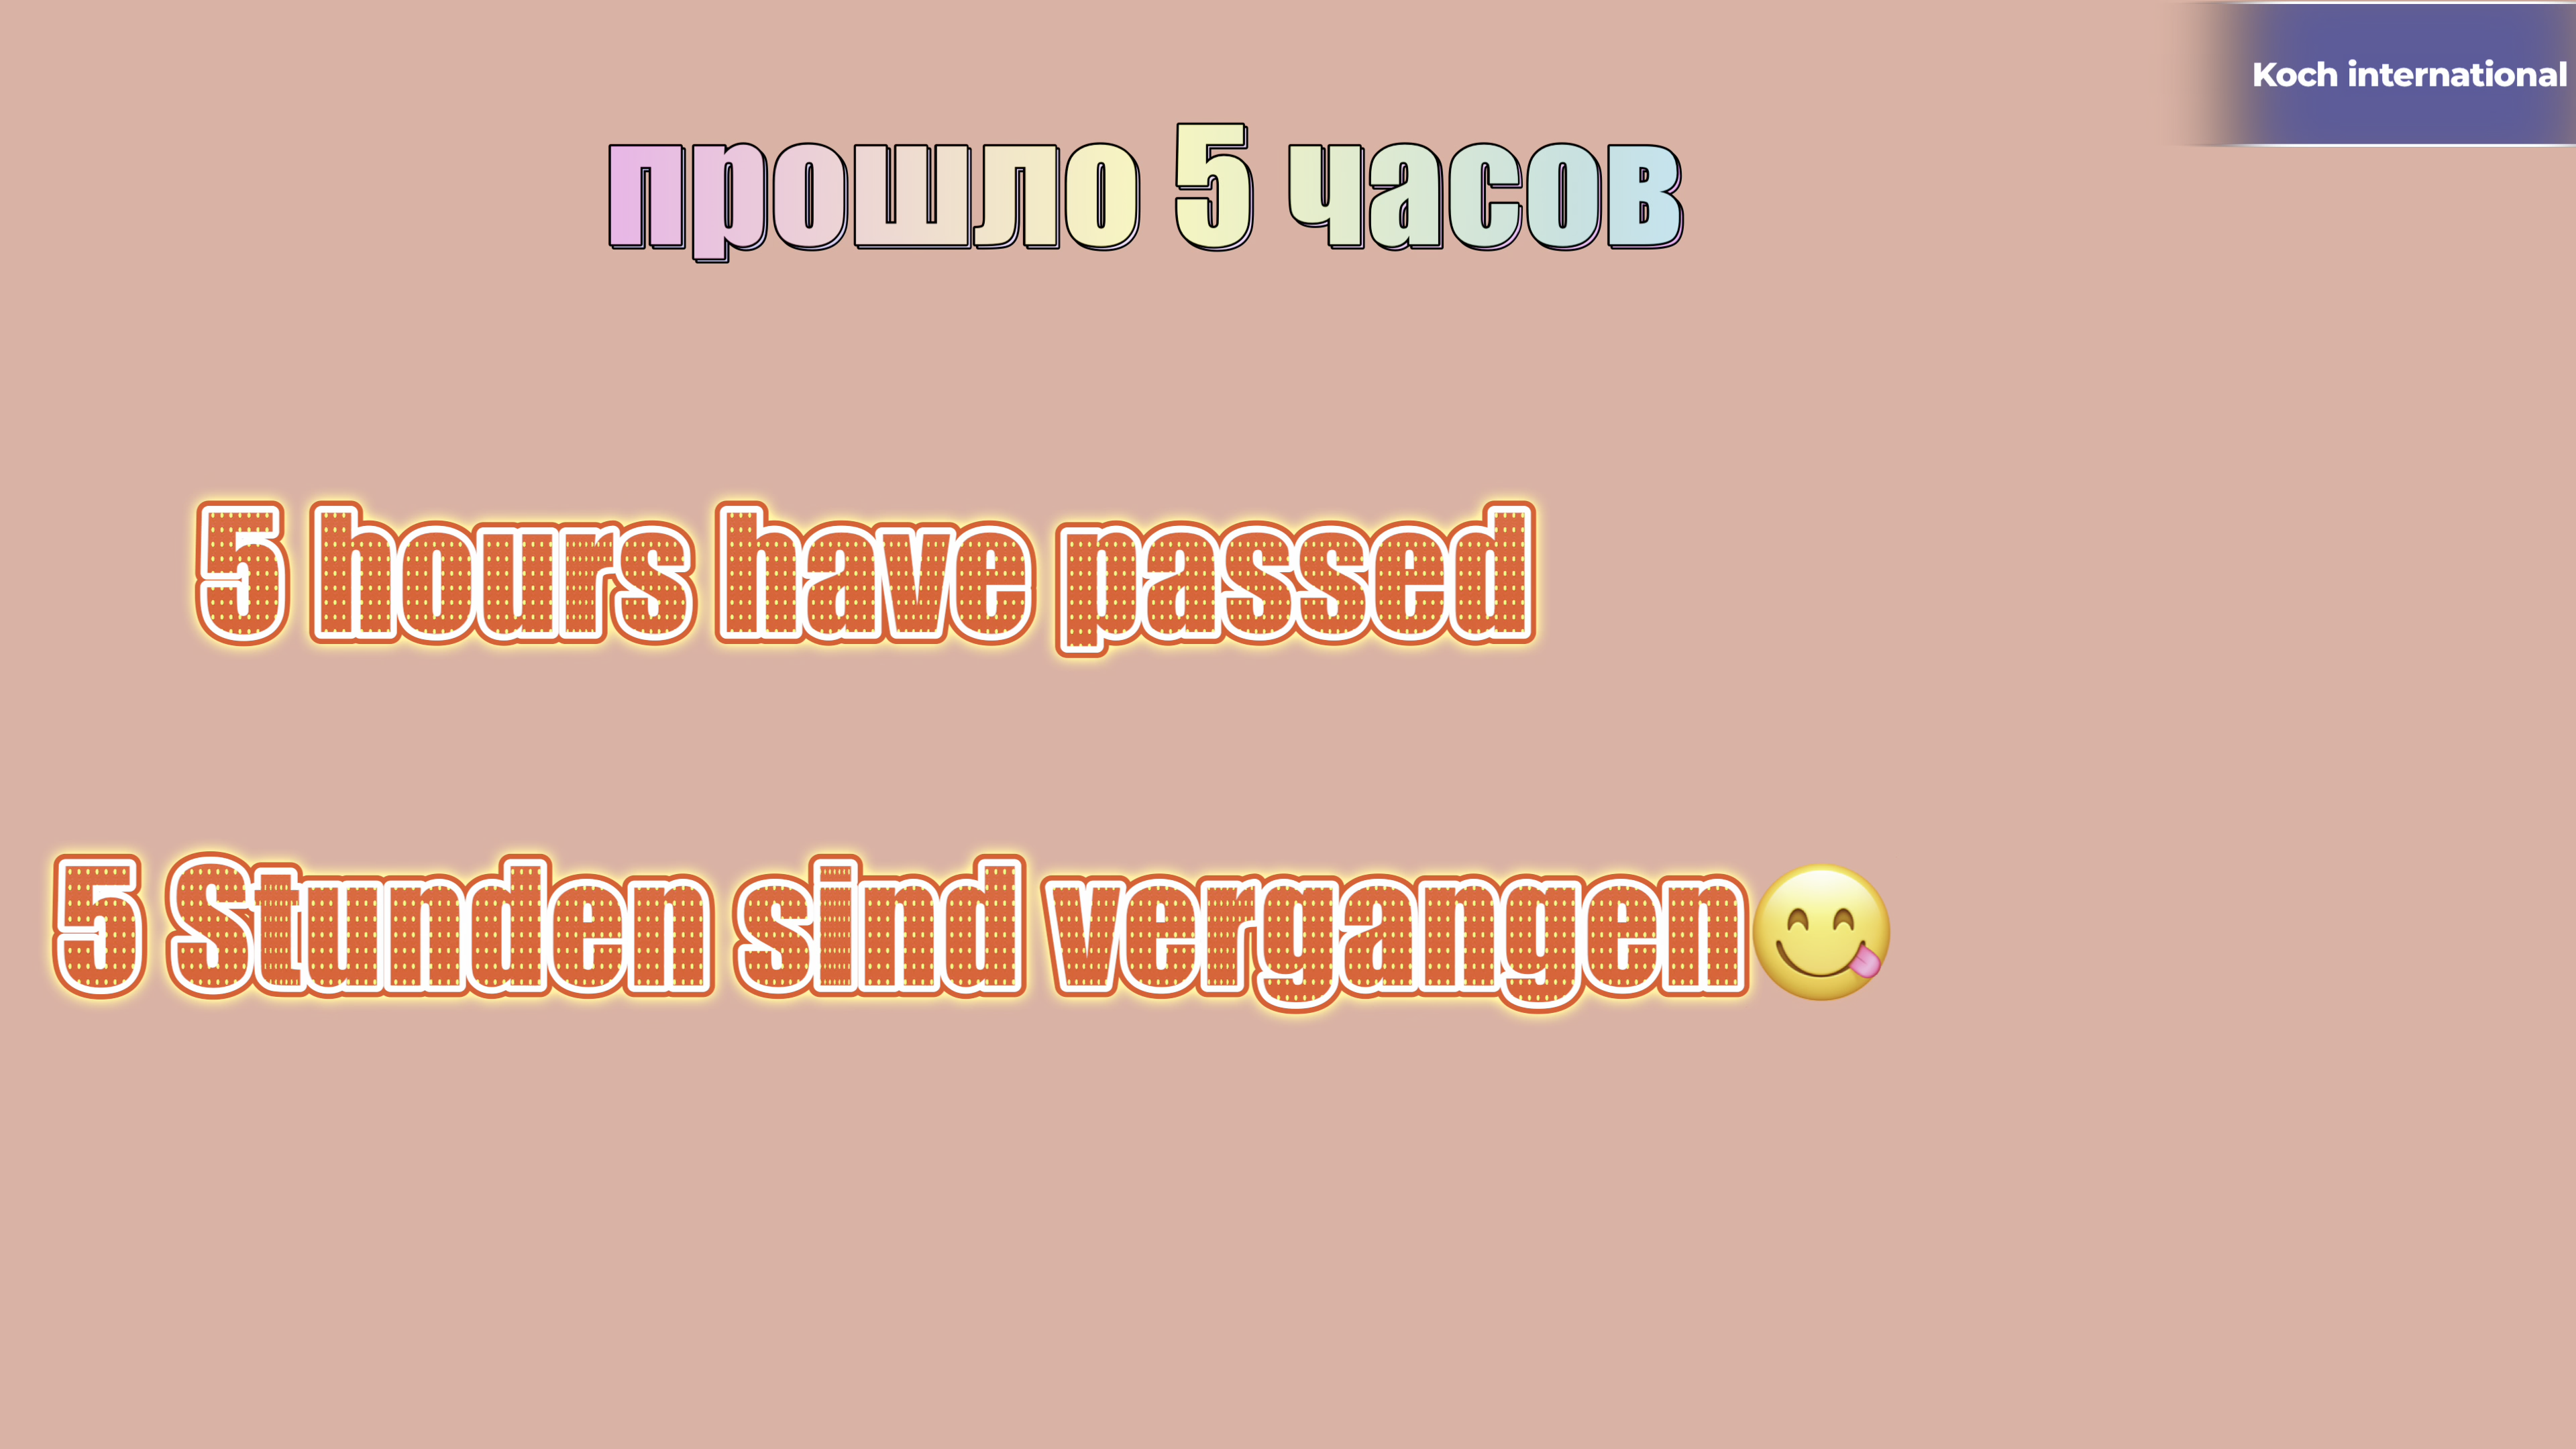 Koch international
прошло 5 часов
5 hours have passed
5 Stunden sind vergangen😋